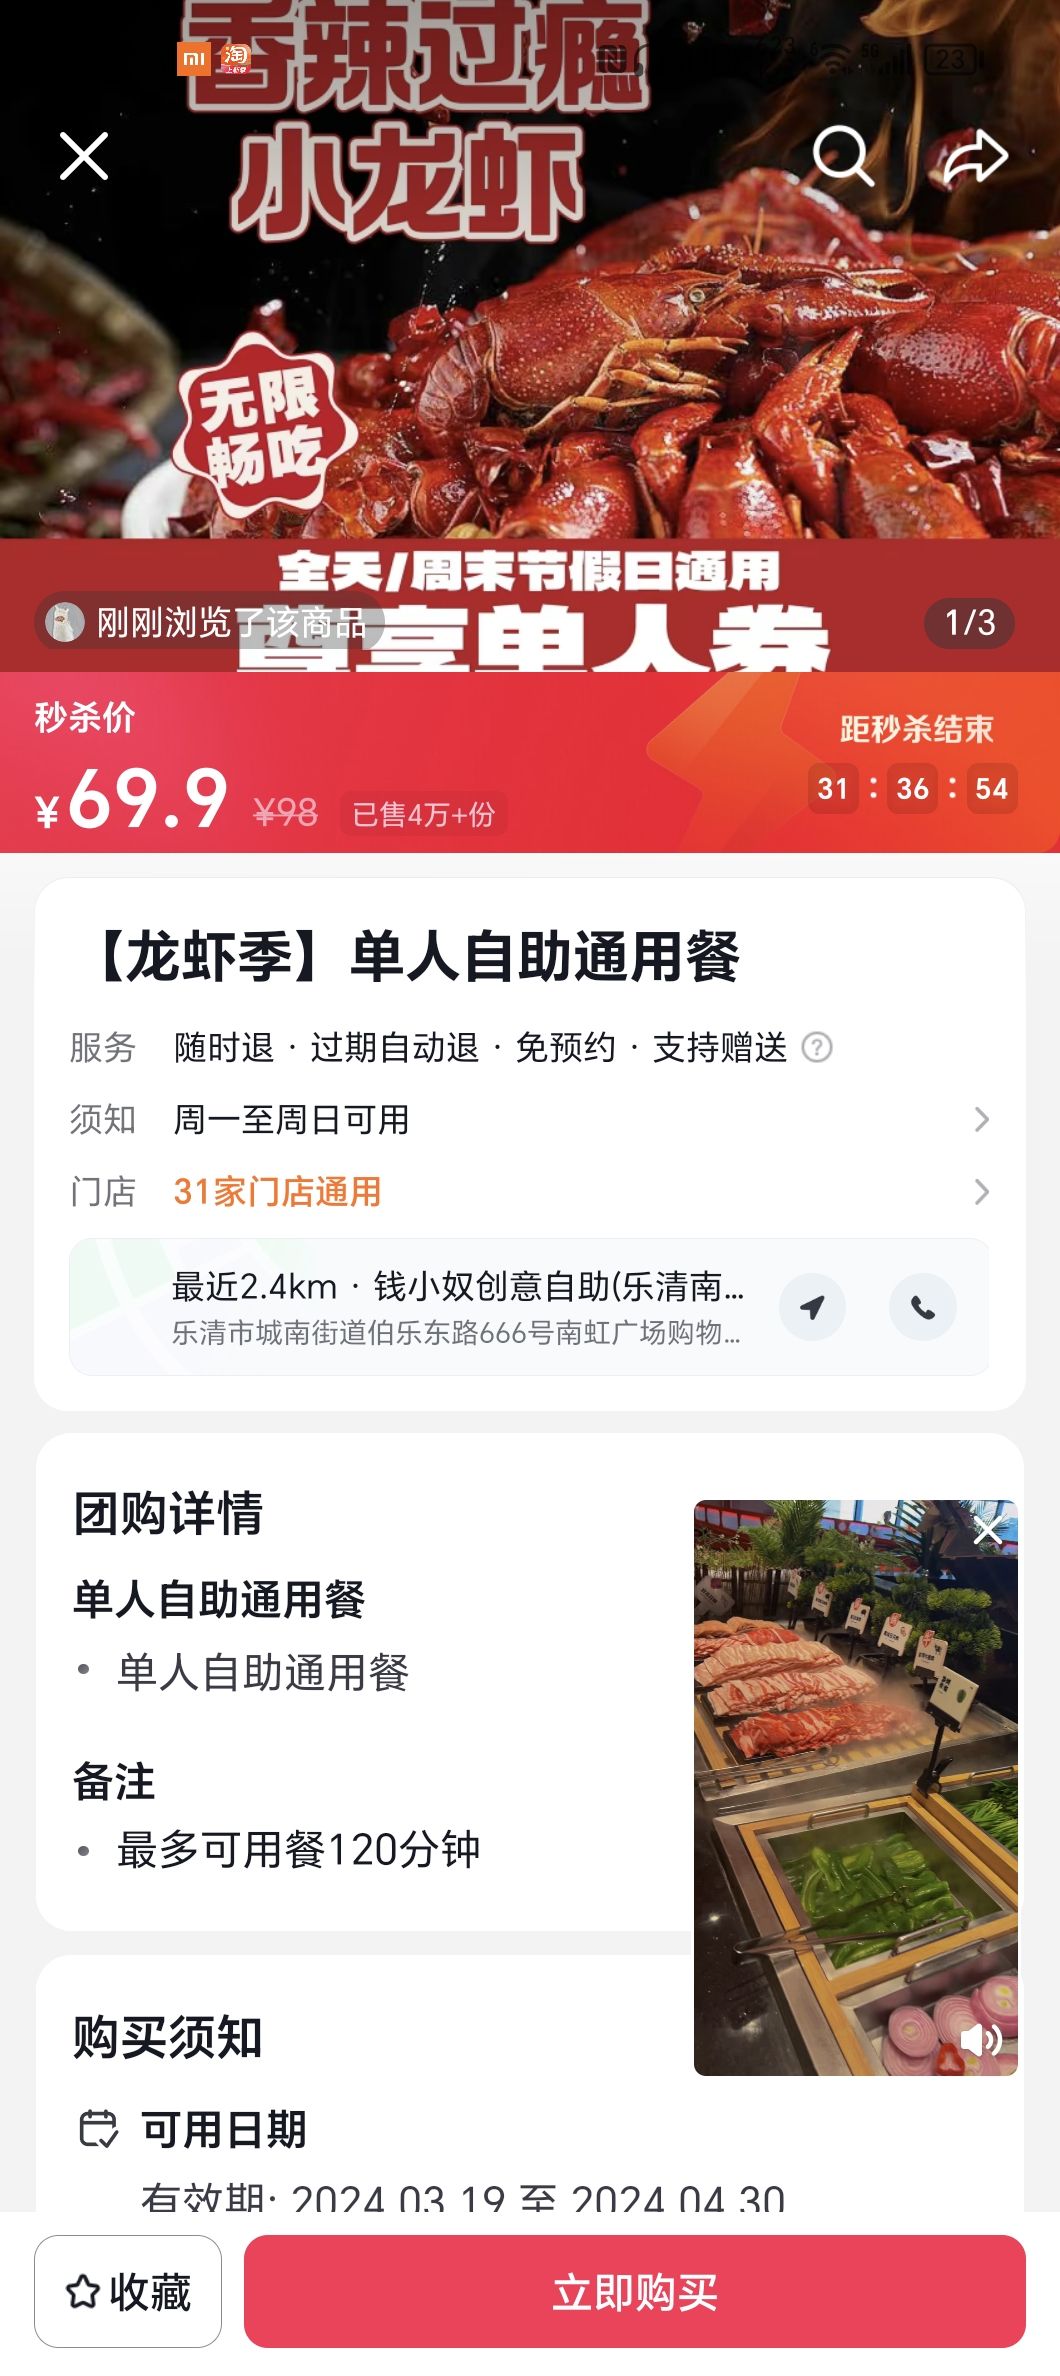 香辣过瘾
小龙虾
无限
畅吃
全天/周末节假日通用
尊享单人券
刚刚浏览了该商品
1/3
秒杀价
距秒杀结束
¥69.9 ¥98 已售4万+份
31 : 36 : 54
【龙虾季】单人自助通用餐
服务 随时退 · 过期自动退 · 免预约 · 支持赠送 ?
须知 周一至周日可用
门店 31家门店通用
最近2.4km · 钱小奴创意自助(乐清南...
乐清市城南街道伯乐东路666号南虹广场购物...
团购详情
单人自助通用餐
• 单人自助通用餐
备注
• 最多可用餐120分钟
购买须知
可用日期
有效期: 2024.03.19 至 2024.04.30
收藏
立即购买